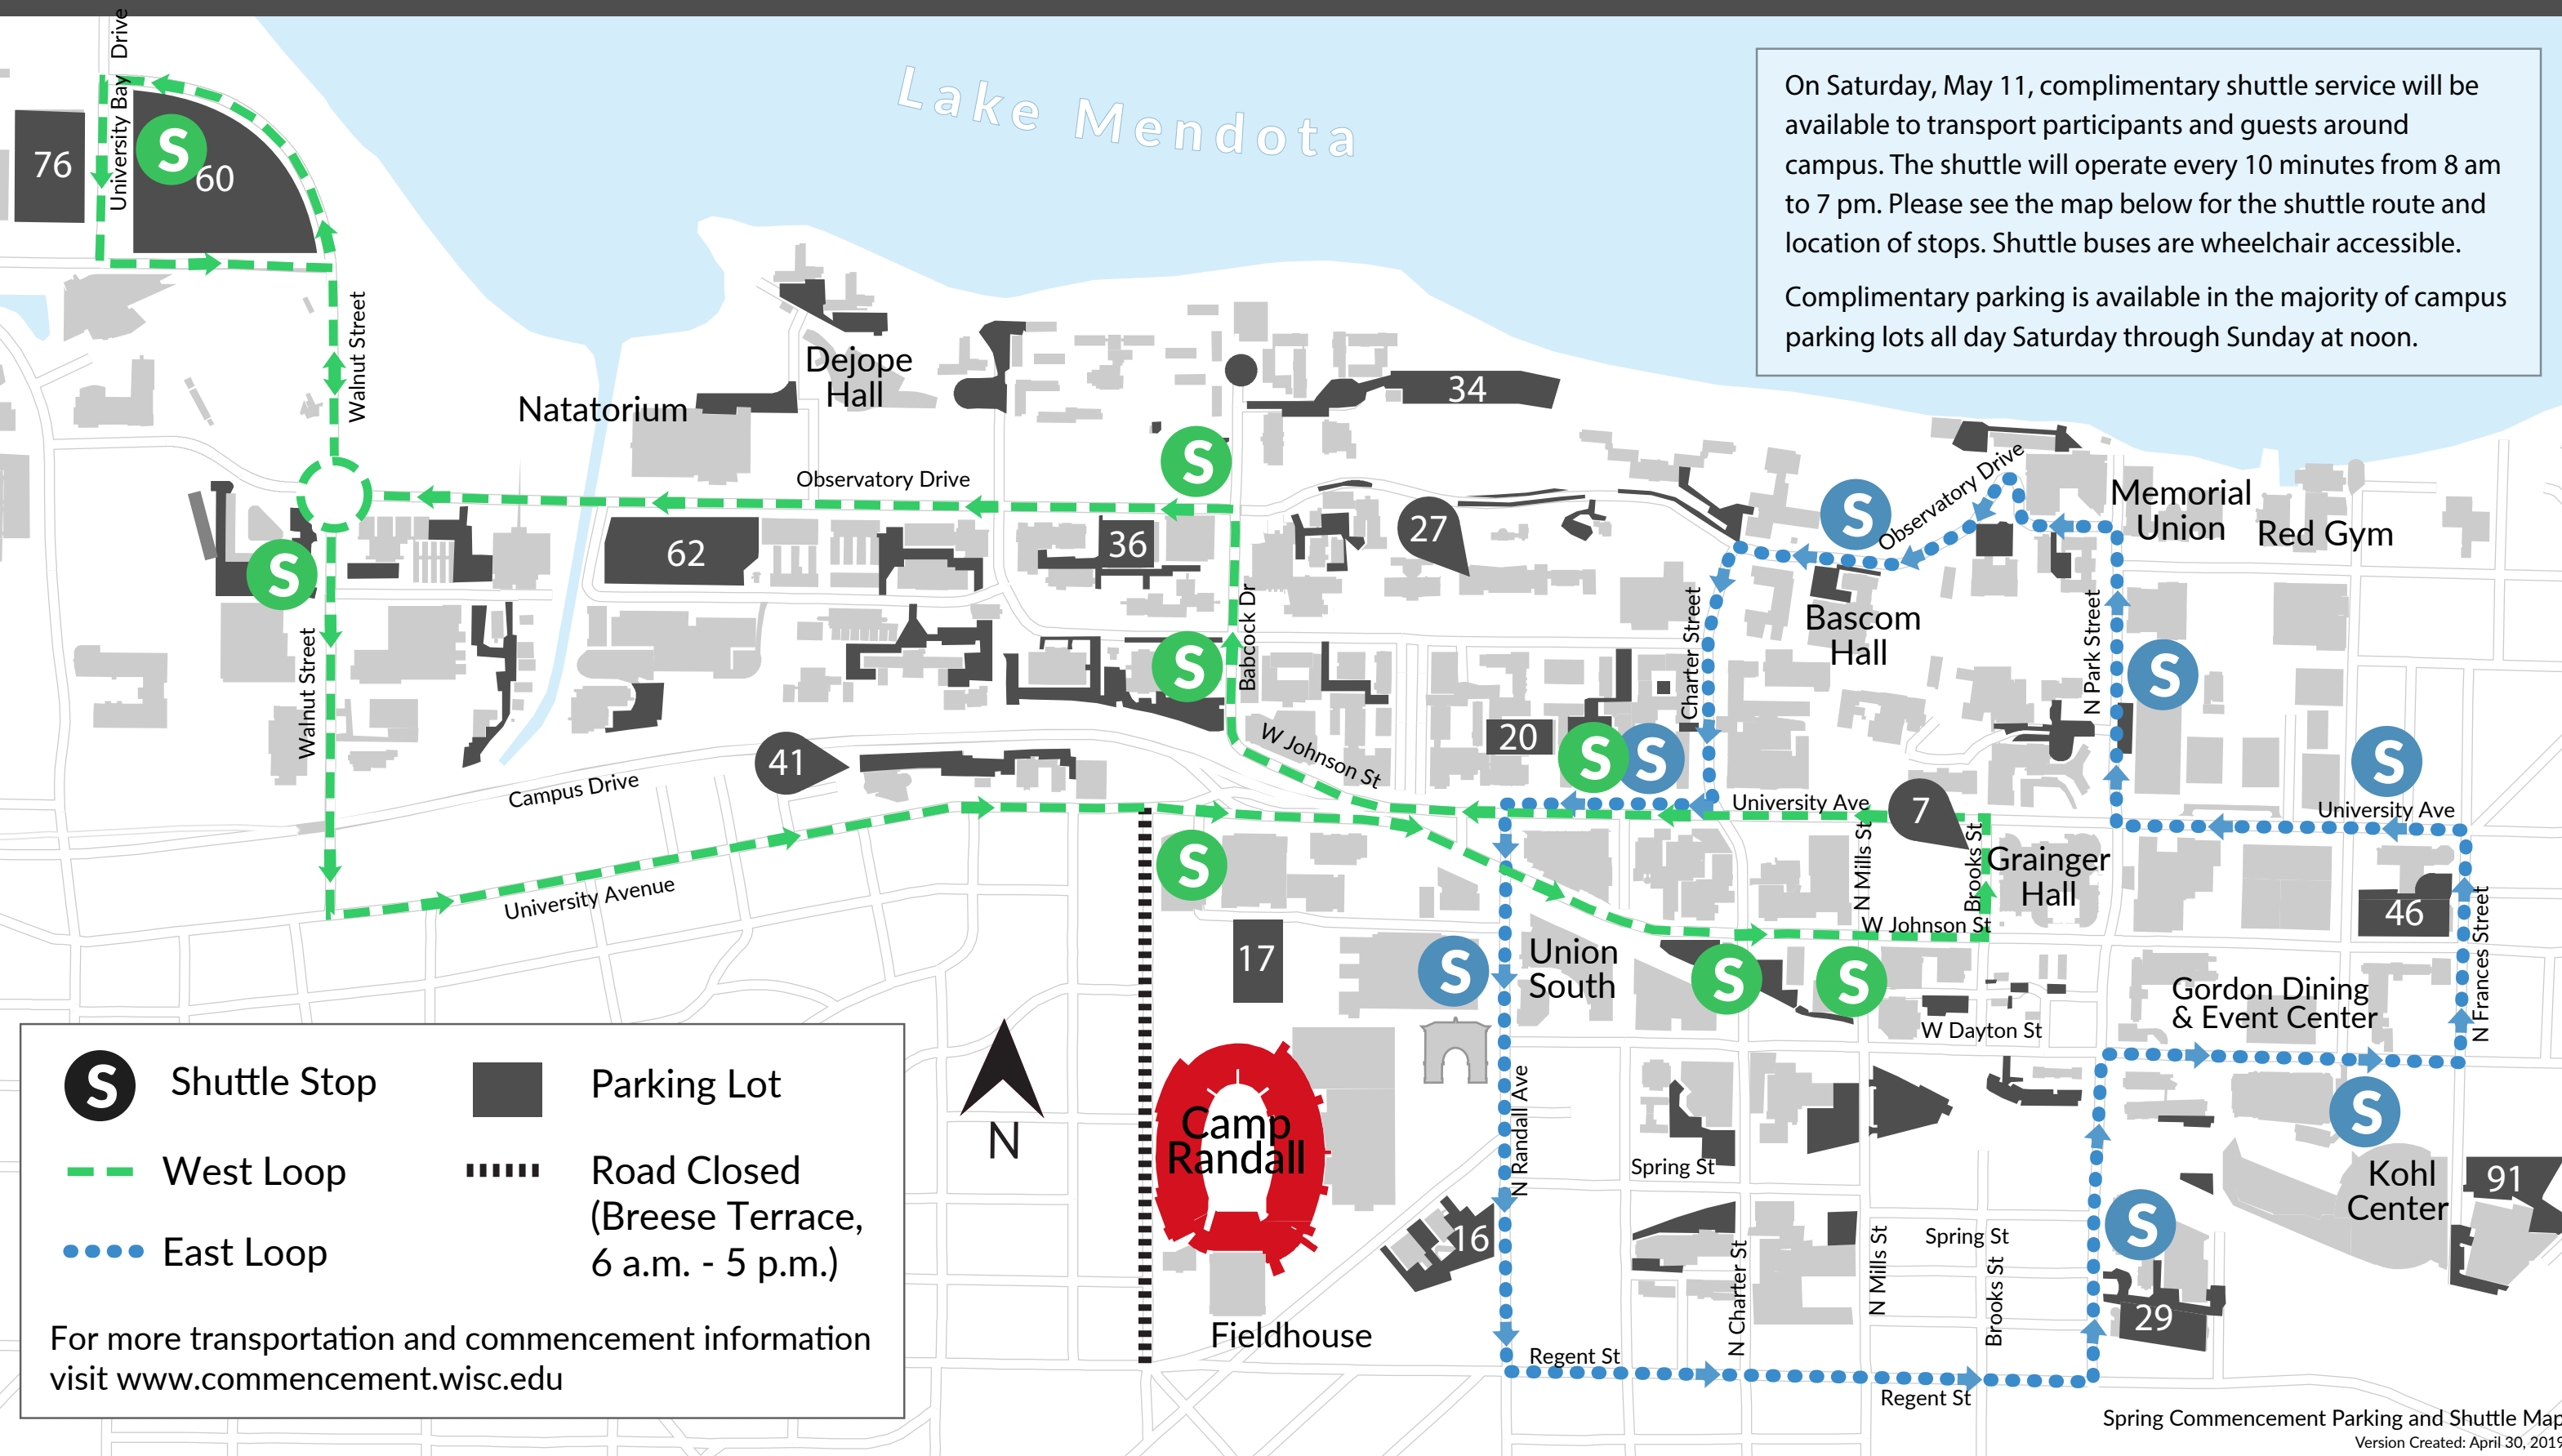 On Saturday, May 11, complimentary shuttle service will be
available to transport participants and guests around
campus. The shuttle will operate every 10 minutes from 8 am
to 7 pm. Please see the map below for the shuttle route and
location of stops. Shuttle buses are wheelchair accessible.
Complimentary parking is available in the majority of campus
parking lots all day Saturday through Sunday at noon.
Lake Mendota
University Bay Drive
76
S
60
Walnut Street
Dejope
Hall
Natatorium
34
S
Observatory Drive
Observatory Drive
S
Memorial
Union
Red Gym
27
62
36
S
Babcock Dr
Charter Street
Bascom
Hall
N Park Street
S
S
Walnut Street
20
S
S
S
W Johnson St
41
Campus Drive
University Ave
7
University Ave
University Avenue
S
N Mills St
Brooks St
Grainger
Hall
46
N Frances Street
W Johnson St
17
S
Union
South
S
S
Gordon Dining
& Event Center
W Dayton St
Camp
Randall
N Randall Ave
Spring St
S
Kohl
Center
91
16
S
N Charter St
N Mills St
Spring St
Brooks St
29
Fieldhouse
Regent St
Regent St
N
S
Shuttle Stop
Parking Lot
West Loop
Road Closed
(Breese Terrace,
6 a.m. - 5 p.m.)
East Loop
For more transportation and commencement information
visit www.commencement.wisc.edu
Spring Commencement Parking and Shuttle Map
Version Created: April 30, 2019